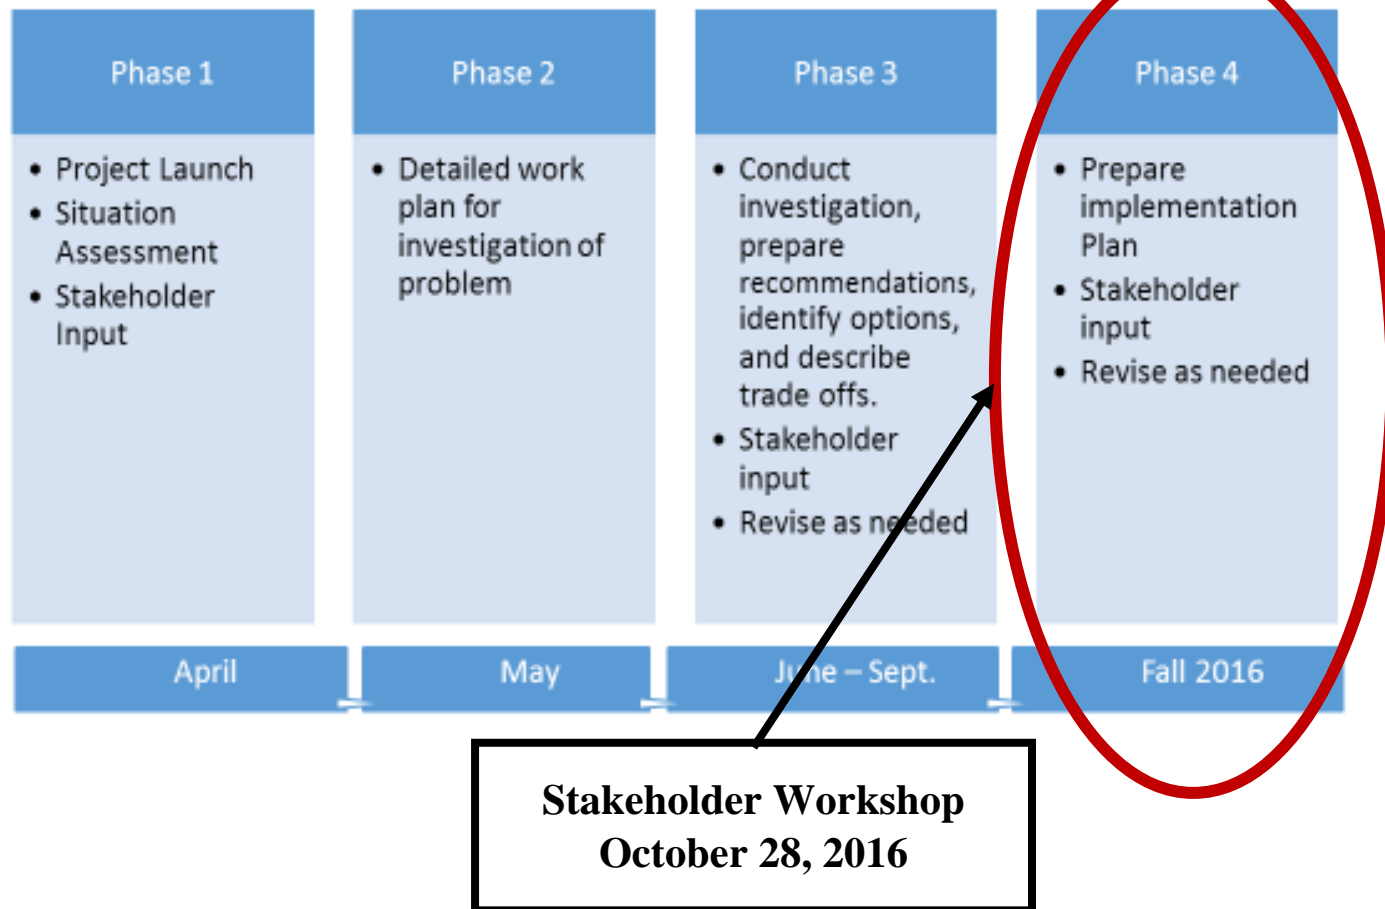 Phase 1
• Project Launch
• Situation
Assessment
• Stakeholder
Input
Phase 2
• Detailed work
plan for
investigation of
problem
Phase 3
• Conduct
investigation,
prepare
recommendations,
identify options,
and describe
trade offs.
• Stakeholder
input
• Revise as needed
Phase 4
• Prepare
implementation
Plan
• Stakeholder
input
• Revise as needed
April
May
June – Sept.
Fall 2016
Stakeholder Workshop
October 28, 2016